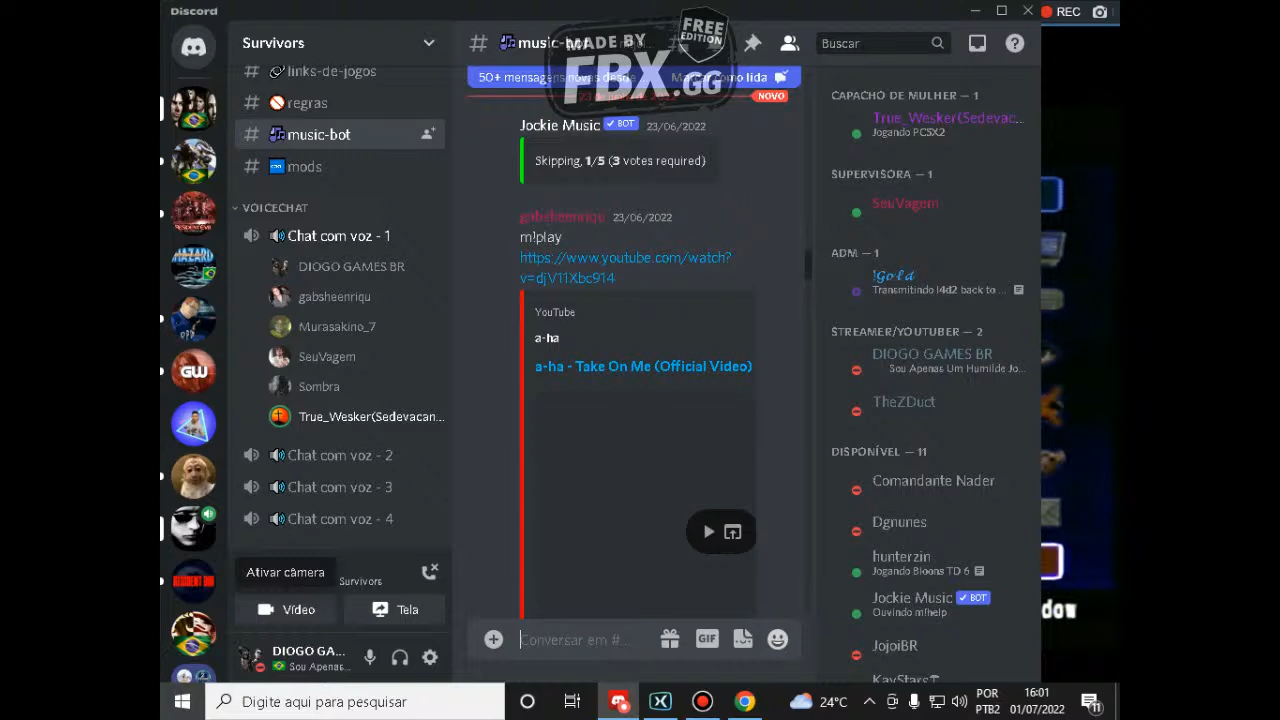 Discord
REC
Survivors
music-bot
MADE BY
FBX.GG
FREE
EDITION
Buscar
50+ mensagens novas desde
Marcar como lida
NOVO
links-de-jogos
regras
music-bot
mods
VOICECHAT
Chat com voz - 1
DIOGO GAMES BR
gabsheenriqu
Murasakino_7
SeuVagem
Sombra
True_Wesker(Sedevacan...
Chat com voz - 2
Chat com voz - 3
Chat com voz - 4
Ativar câmera
Survivors
Vídeo
Tela
DIOGO GA...
Sou Apenas...
Jockie Music BOT 23/06/2022
Skipping, 1/5 (3 votes required)
gabsheenriqu 23/06/2022
m!play
https://www.youtube.com/watch?
v=djV11Xbc914
YouTube
a-ha
a-ha - Take On Me (Official Video)
Conversar em #...
GIF
CAPACHO DE MULHER — 1
True_Wesker(Sedevac...
Jogando PCSX2
SUPERVISORA — 1
SeuVagem
ADM — 1
!Gold
Transmitindo l4d2 back to ...
STREAMER/YOUTUBER — 2
DIOGO GAMES BR
Sou Apenas Um Humilde Jo...
TheZDuct
DISPONÍVEL — 11
Comandante Nader
Dgnunes
hunterzin
Jogando Bloons TD 6
Jockie Music BOT
Ouvindo m!help
JojoiBR
KayStars
dow
Digite aqui para pesquisar
24°C
POR
PTB2
16:01
01/07/2022
11